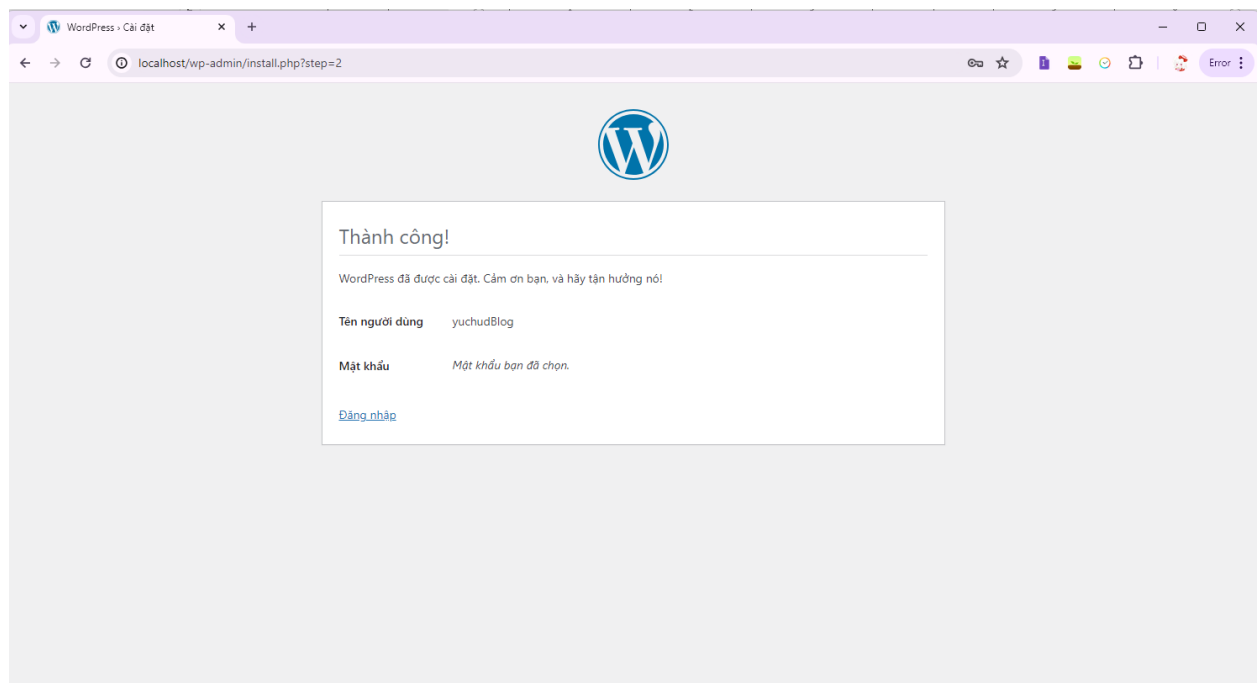 WordPress › Cài đặt
localhost/wp-admin/install.php?step=2
Error
Thành công!
WordPress đã được cài đặt. Cảm ơn bạn, và hãy tận hưởng nó!
Tên người dùng yuchudBlog
Mật khẩu Mật khẩu bạn đã chọn.
Đăng nhập